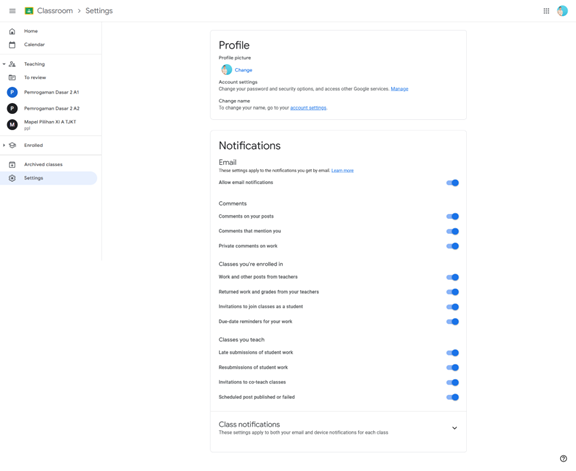 Classroom > Settings
Home
Calendar
Teaching
To review
P Pemrogaman Dasar 2 A1
P Pemrogaman Dasar 2 A2
M Mapel Pilihan XI A TJKT
pjjl
Enrolled
Archived classes
Settings
Profile
Profile picture
Change
Account settings
Change your password and security options, and access other Google services. Manage
Change name
To change your name, go to your account settings.
Notifications
Email
These settings apply to the notifications you get by email. Learn more
Allow email notifications
Comments
Comments on your posts
Comments that mention you
Private comments on work
Classes you're enrolled in
Work and other posts from teachers
Returned work and grades from your teachers
Invitations to join classes as a student
Due-date reminders for your work
Classes you teach
Late submissions of student work
Resubmissions of student work
Invitations to co-teach classes
Scheduled post published or failed
Class notifications
These settings apply to both your email and device notifications for each class